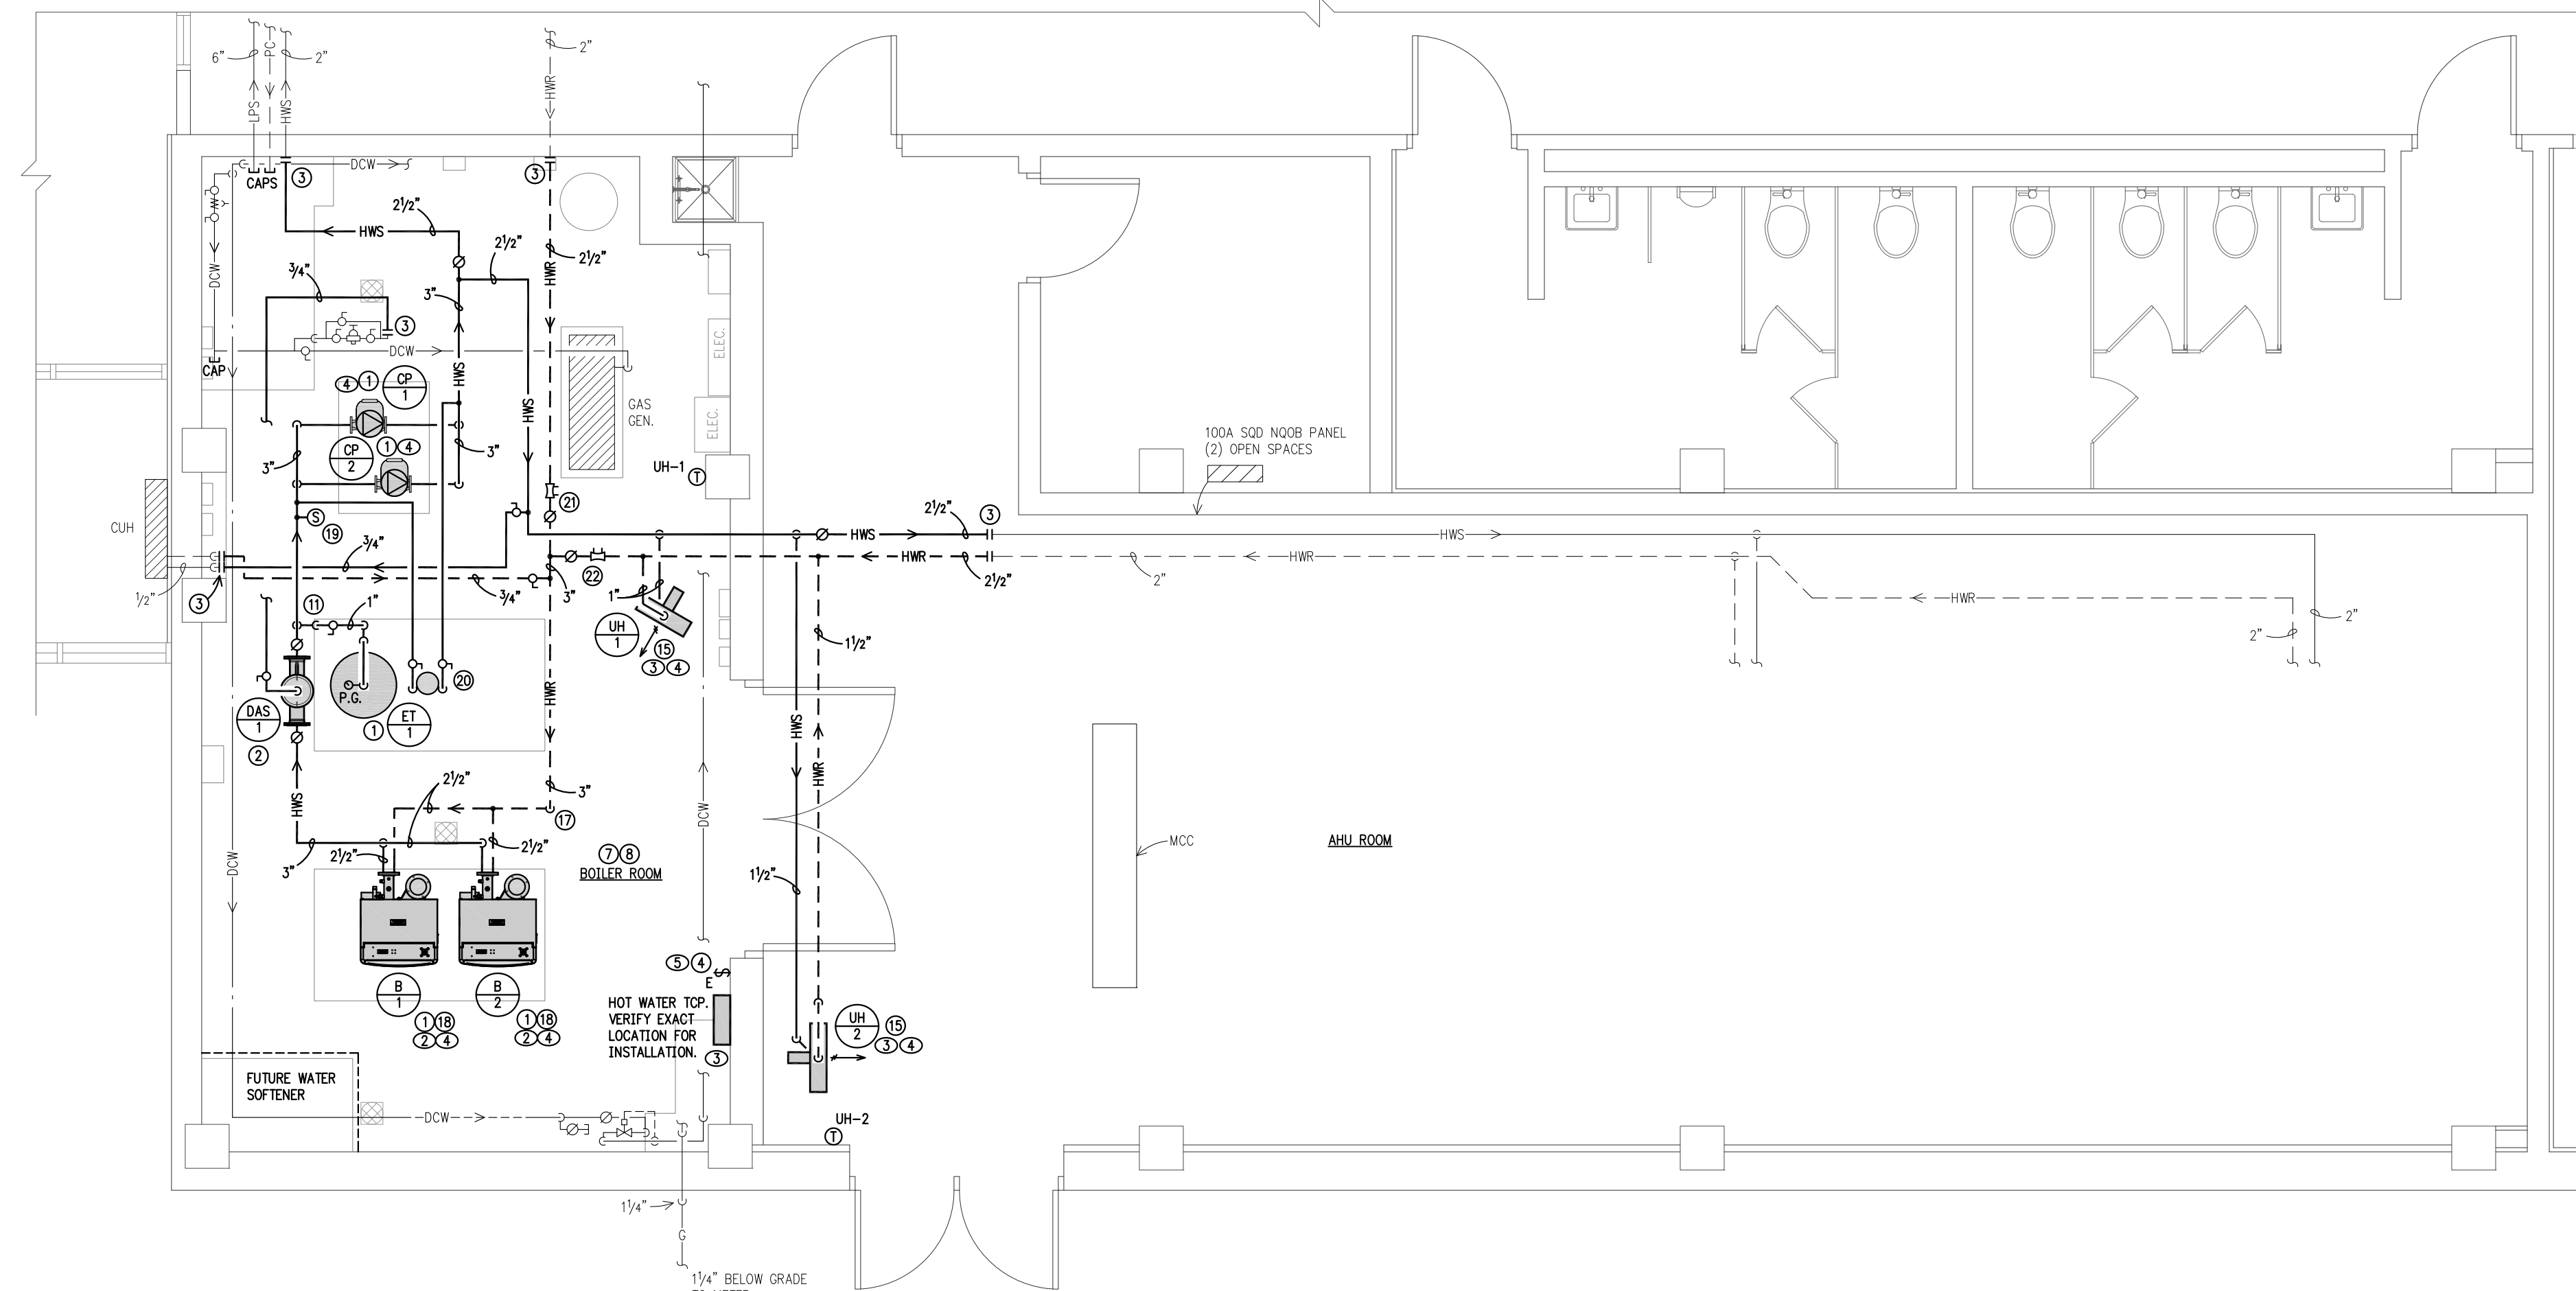 6"
PC
2"
2"
LPS
HWS
HWR
DCW
CAPS
3
3
2½"
HWS
2½"
2½"
HWR
DCW
¾"
3"
3
DCW
CAP
HWS
ELEC.
4
1
CP
1
HWS
GAS
GEN.
ELEC.
CP
2
1
4
3"
3"
100A SQD NQOB PANEL
(2) OPEN SPACES
UH-1
T
21
S
19
CUH
2½"
3
HWS
HWS
¾"
HWR
HWR
22
2½"
2"
½"
3
¾"
3"
1"
HWR
11
1"
UH
1
15
3
4
1½"
2"
2"
P.G.
20
HWR
DAS
1
ET
1
1
2
HWS
HWR
2½"
3"
HWS
17
DCW
2½"
2½"
3"
DCW
7
8
BOILER ROOM
1½"
MCC
AHU ROOM
5
4
S
E
B
1
B
2
HOT WATER TCP.
VERIFY EXACT
LOCATION FOR
INSTALLATION.
3
1
18
2
4
1
18
2
4
UH
2
15
3
4
FUTURE WATER
SOFTENER
DCW
UH-2
T
1¼"
G
1¼" BELOW GRADE